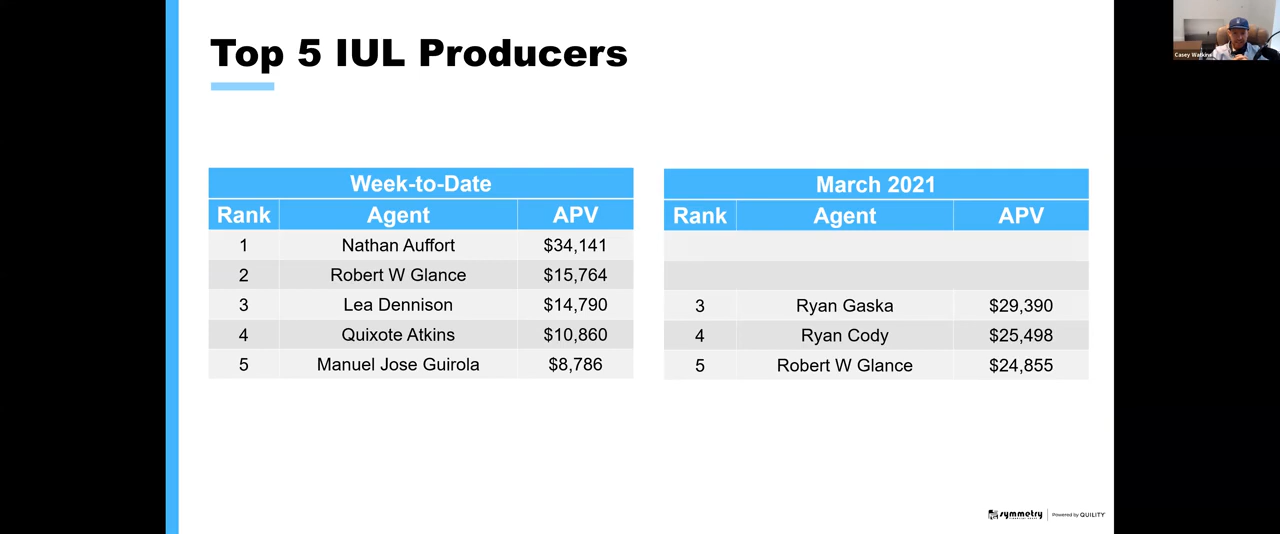 Top 5 IUL Producers
Casey Watkins
Week-to-Date
Rank Agent APV
1 Nathan Auffort $34,141
2 Robert W Glance $15,764
3 Lea Dennison $14,790
4 Quixote Atkins $10,860
5 Manuel Jose Guirola $8,786
March 2021
Rank Agent APV
3 Ryan Gaska $29,390
4 Ryan Cody $25,498
5 Robert W Glance $24,855
symmetry
Powered by QUILITY